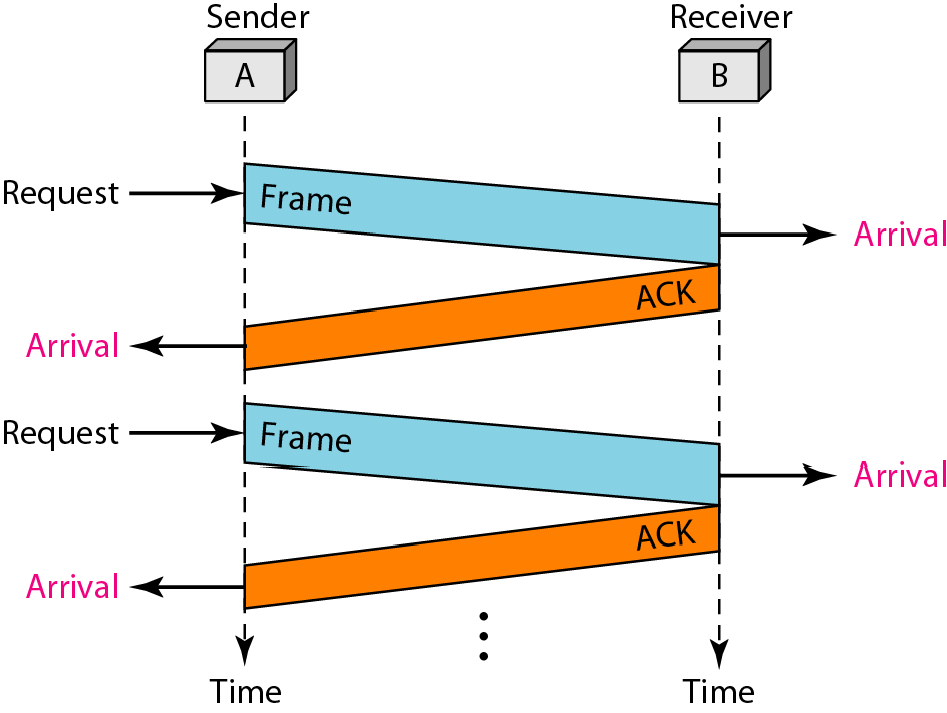 Sender Receiver
A B
Request Frame
Arrival
ACK
Arrival
Request Frame
Arrival
ACK
Arrival
Time Time